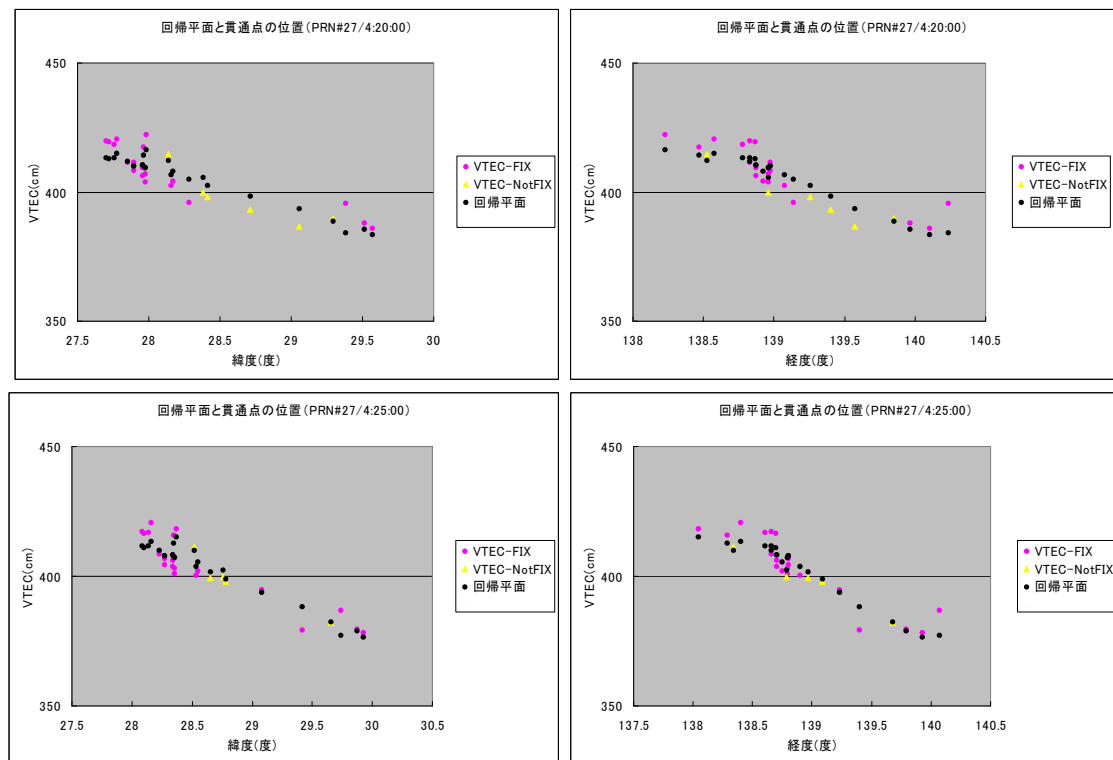 回帰平面と貫通点の位置(PRN#27/4:20:00)
450
400
350
VTEC(cm)
27.5 28 28.5 29 29.5 30
緯度(度)
VTEC-FIX
VTEC-NotFIX
回帰平面
回帰平面と貫通点の位置(PRN#27/4:20:00)
450
400
350
VTEC(cm)
138 138.5 139 139.5 140 140.5
経度(度)
VTEC-FIX
VTEC-NotFIX
回帰平面
回帰平面と貫通点の位置(PRN#27/4:25:00)
450
400
350
VTEC(cm)
27.5 28 28.5 29 29.5 30 30.5
緯度(度)
VTEC-FIX
VTEC-NotFIX
回帰平面
回帰平面と貫通点の位置(PRN#27/4:25:00)
450
400
350
VTEC(cm)
137.5 138 138.5 139 139.5 140 140.5
経度(度)
VTEC-FIX
VTEC-NotFIX
回帰平面